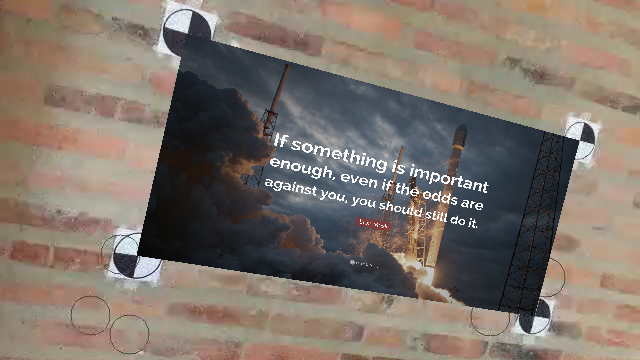 If something is important
enough, even if the odds are
against you, you should still do it.